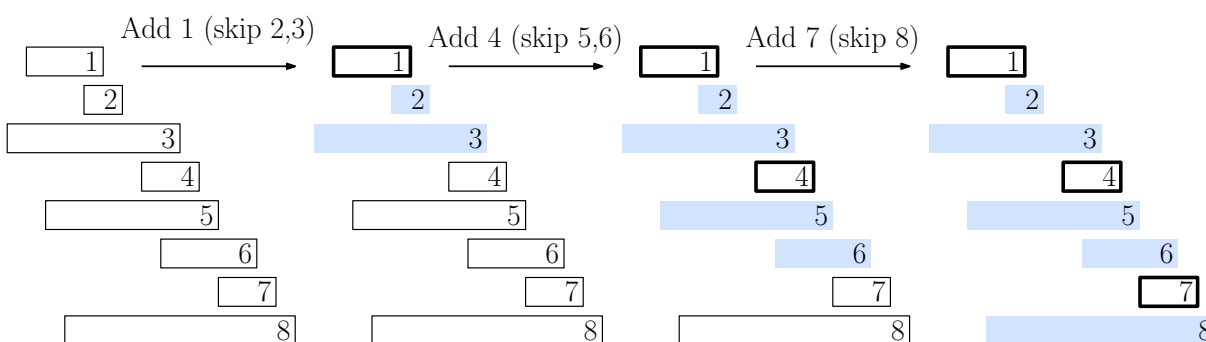 Add 1 (skip 2,3)
Add 4 (skip 5,6)
Add 7 (skip 8)
1 1 1 1
2 2 2 2
3 3 3 3
4 4 4 4
5 5 5 5
6 6 6 6
7 7 7 7
8 8 8 8